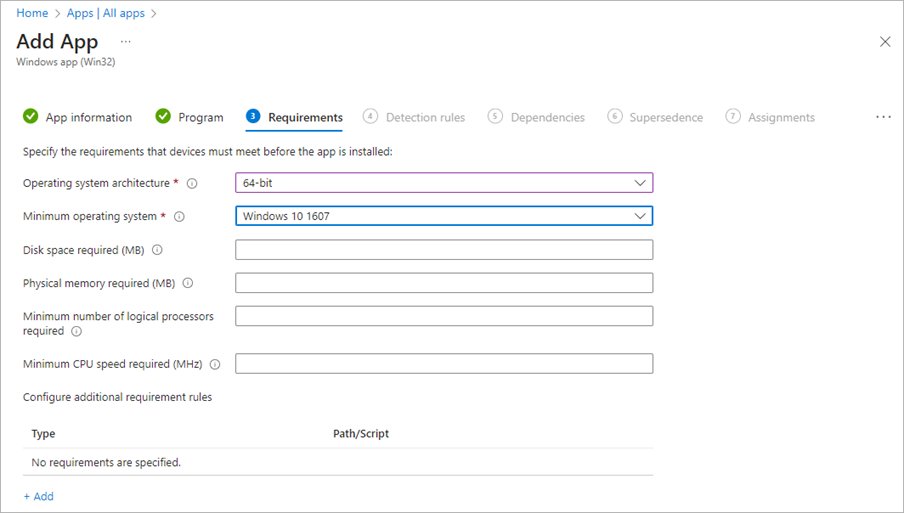 Home > Apps | All apps >
Add App ...
Windows app (Win32)
App information Program 3 Requirements 4 Detection rules 5 Dependencies 6 Supersedence 7 Assignments ...
Specify the requirements that devices must meet before the app is installed:
Operating system architecture * 64-bit
Minimum operating system * Windows 10 1607
Disk space required (MB)
Physical memory required (MB)
Minimum number of logical processors
required
Minimum CPU speed required (MHz)
Configure additional requirement rules
Type Path/Script
No requirements are specified.
+ Add